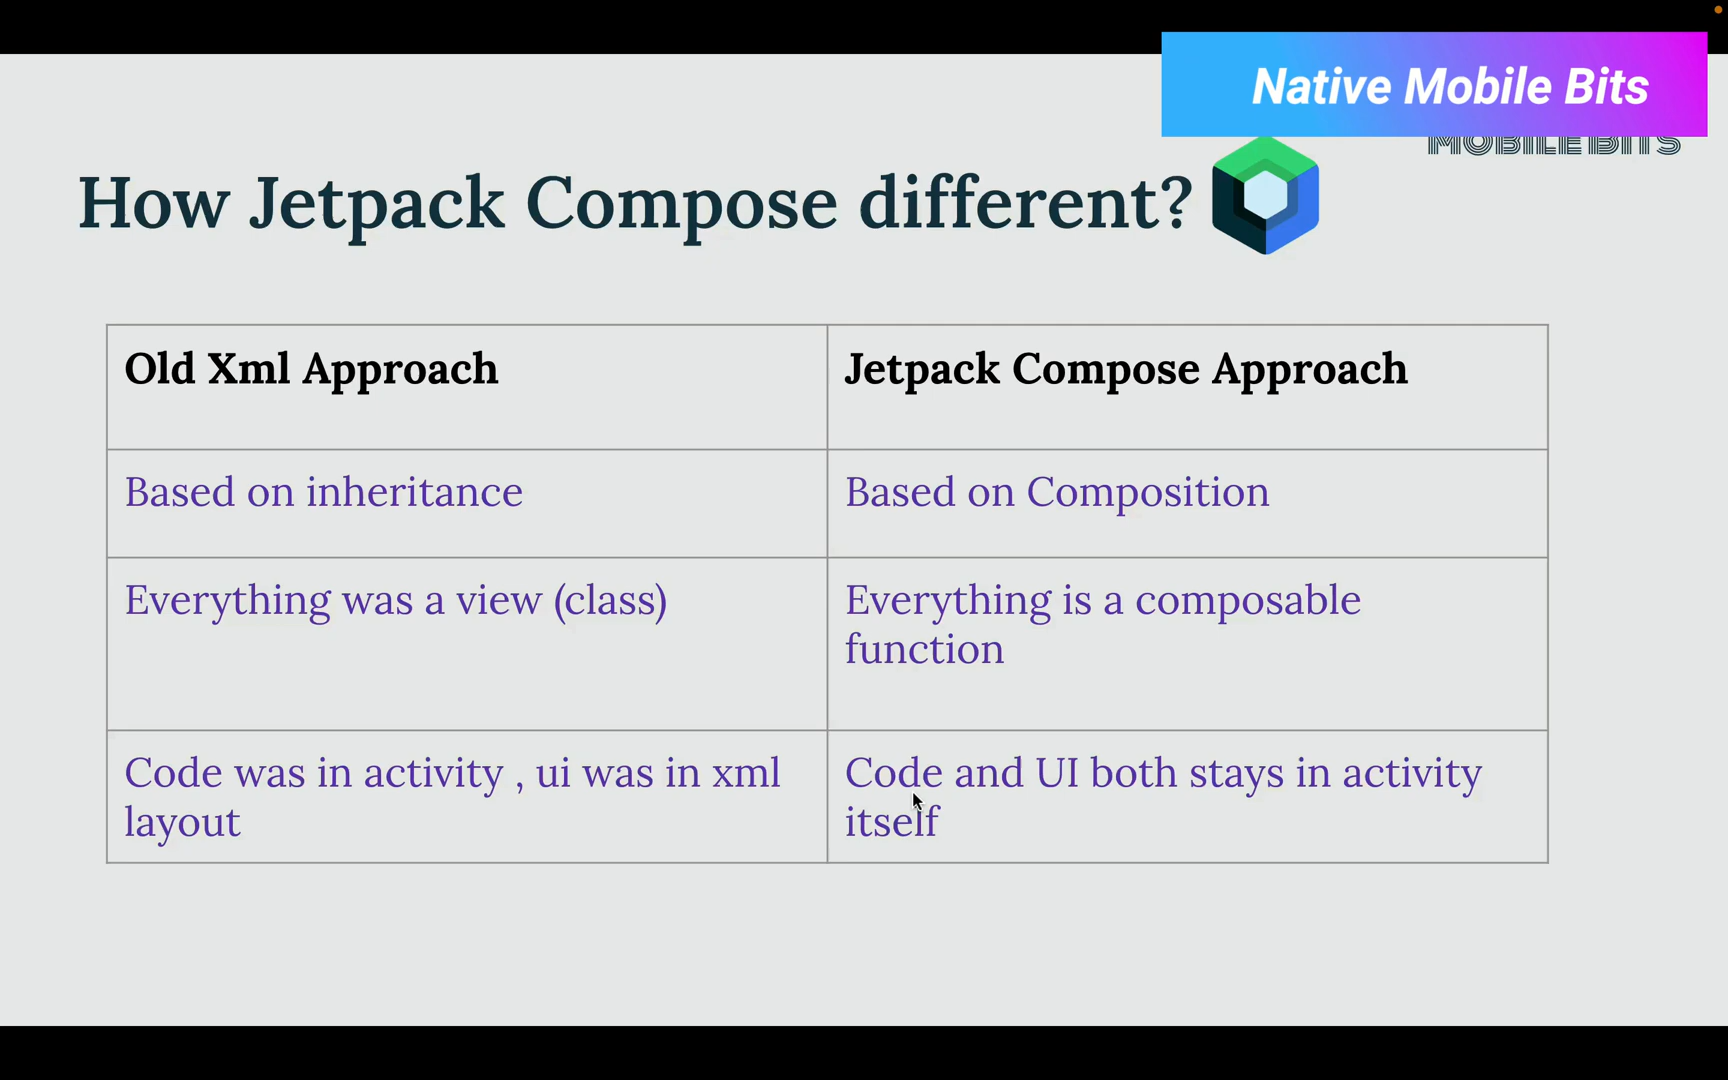 Native Mobile Bits
MOBILE BITS
How Jetpack Compose different?
Old Xml Approach
Jetpack Compose Approach
Based on inheritance
Based on Composition
Everything was a view (class)
Everything is a composable
function
Code was in activity , ui was in xml
layout
Code and UI both stays in activity
itself